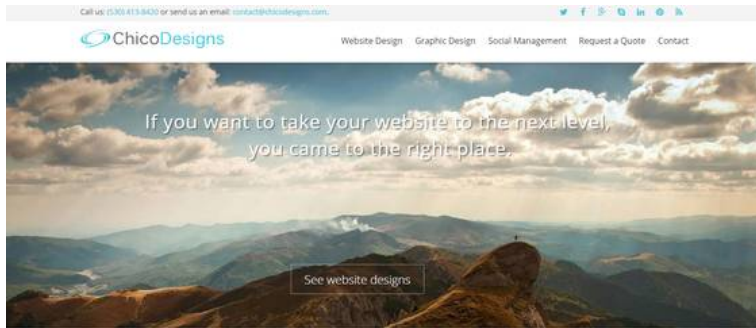 Call us: (530) 413-8420 or send us an email: contact@chicodesigns.com.
ChicoDesigns
Website Design Graphic Design Social Management Request a Quote Contact
If you want to take your website to the next level,
you came to the right place.
See website designs